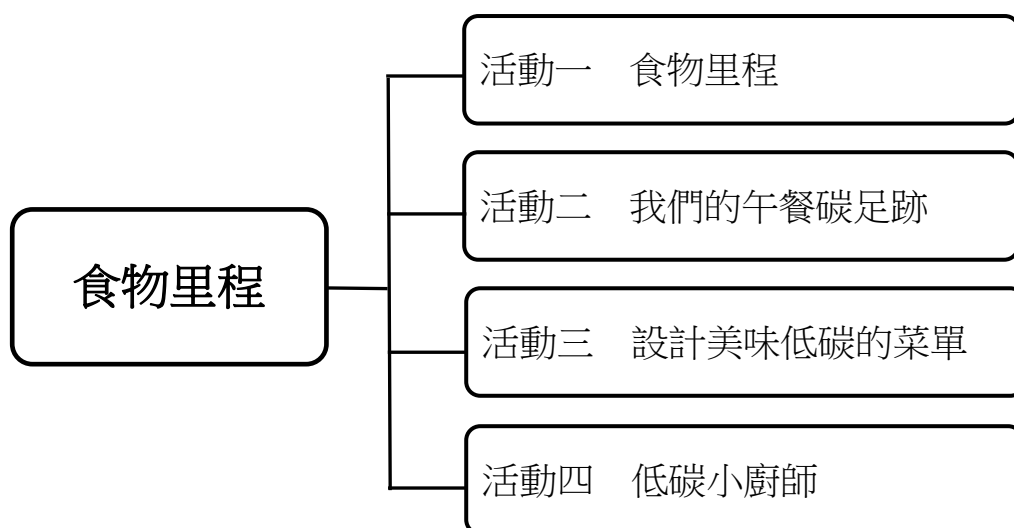 食物里程
活動一　食物里程
活動二　我們的午餐碳足跡
活動三　設計美味低碳的菜單
活動四　低碳小廚師